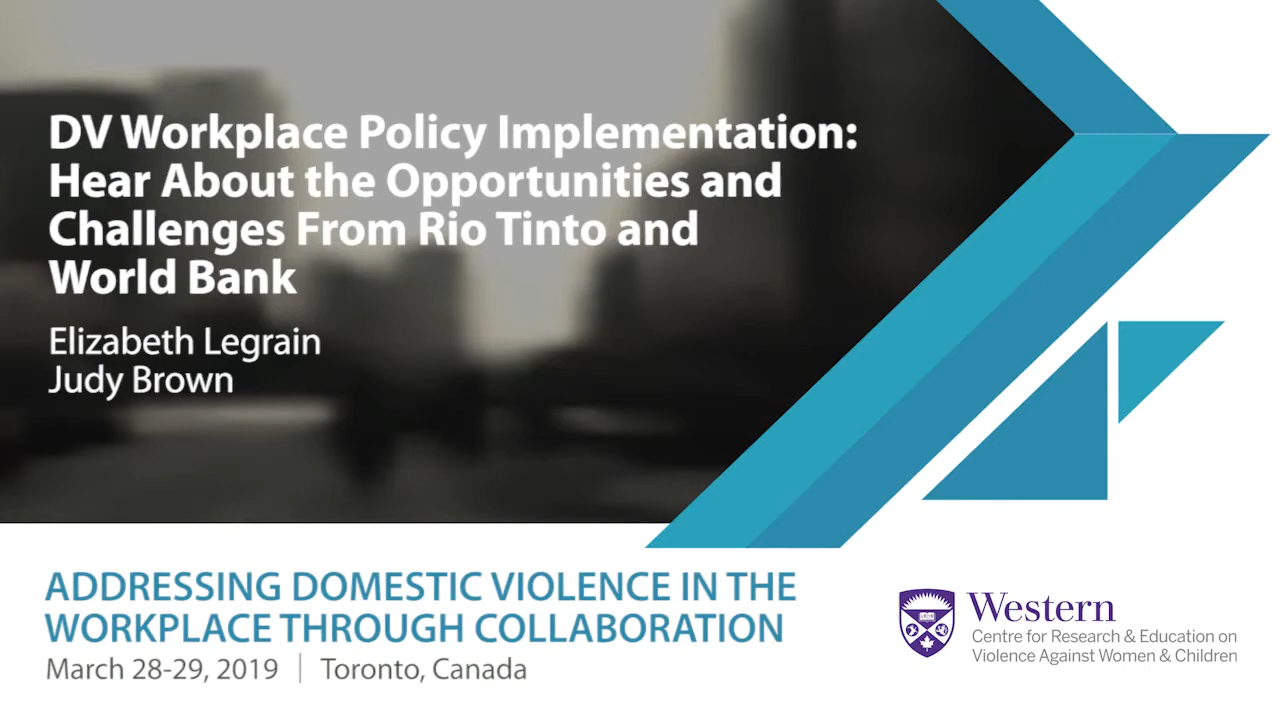 DV Workplace Policy Implementation:
Hear About the Opportunities and
Challenges From Rio Tinto and
World Bank
Elizabeth Legrain
Judy Brown
ADDRESSING DOMESTIC VIOLENCE IN THE
WORKPLACE THROUGH COLLABORATION
March 28-29, 2019 | Toronto, Canada
Western
Centre for Research & Education on
Violence Against Women & Children